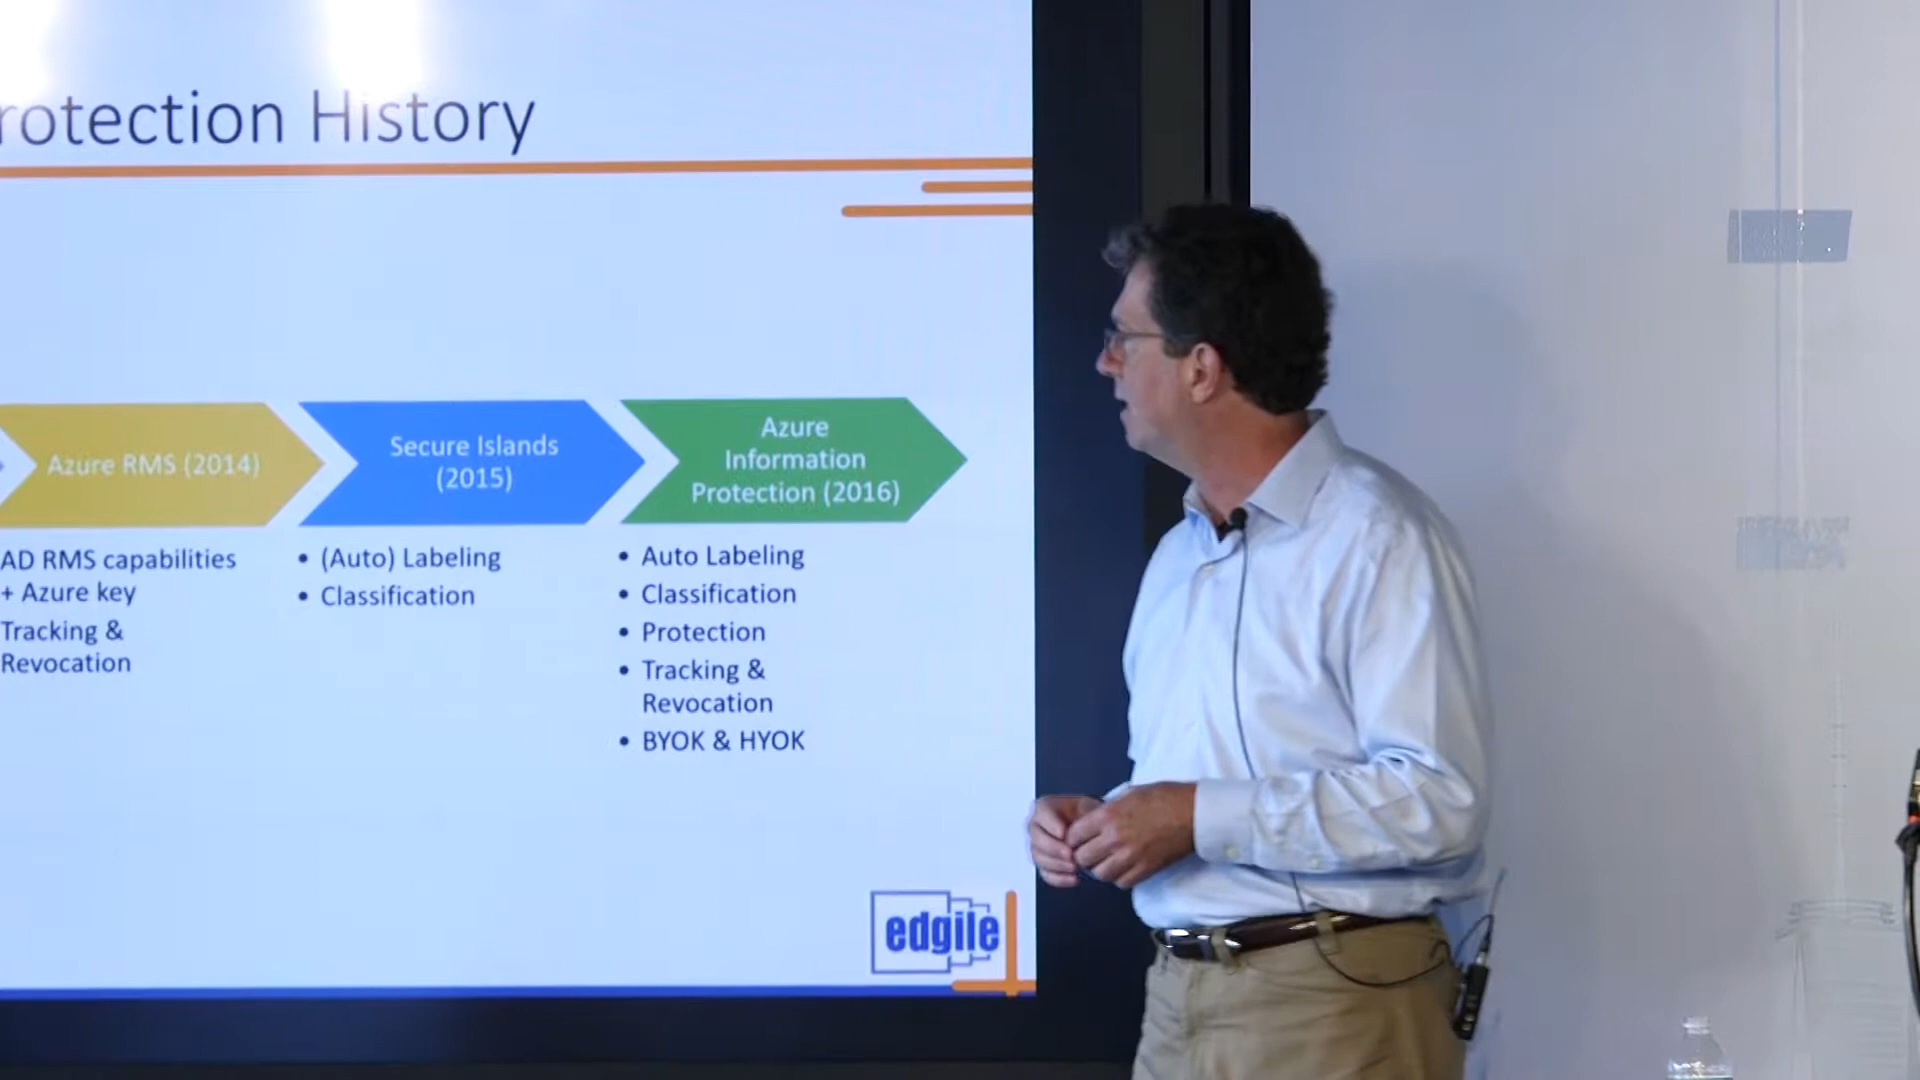 rotection History
Azure RMS (2014)
AD RMS capabilities
+ Azure key
Tracking &
Revocation
Secure Islands
(2015)
• (Auto) Labeling
• Classification
Azure
Information
Protection (2016)
• Auto Labeling
• Classification
• Protection
• Tracking &
Revocation
• BYOK & HYOK
edgile